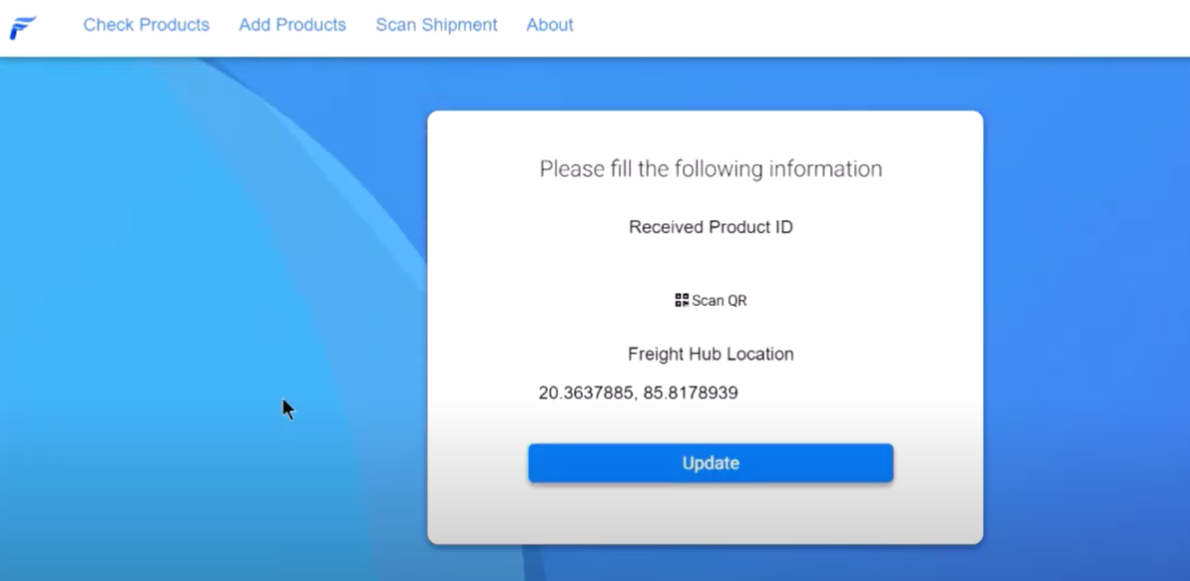 Check Products Add Products Scan Shipment About
Please fill the following information
Received Product ID
Scan QR
Freight Hub Location
20.3637885, 85.8178939
Update